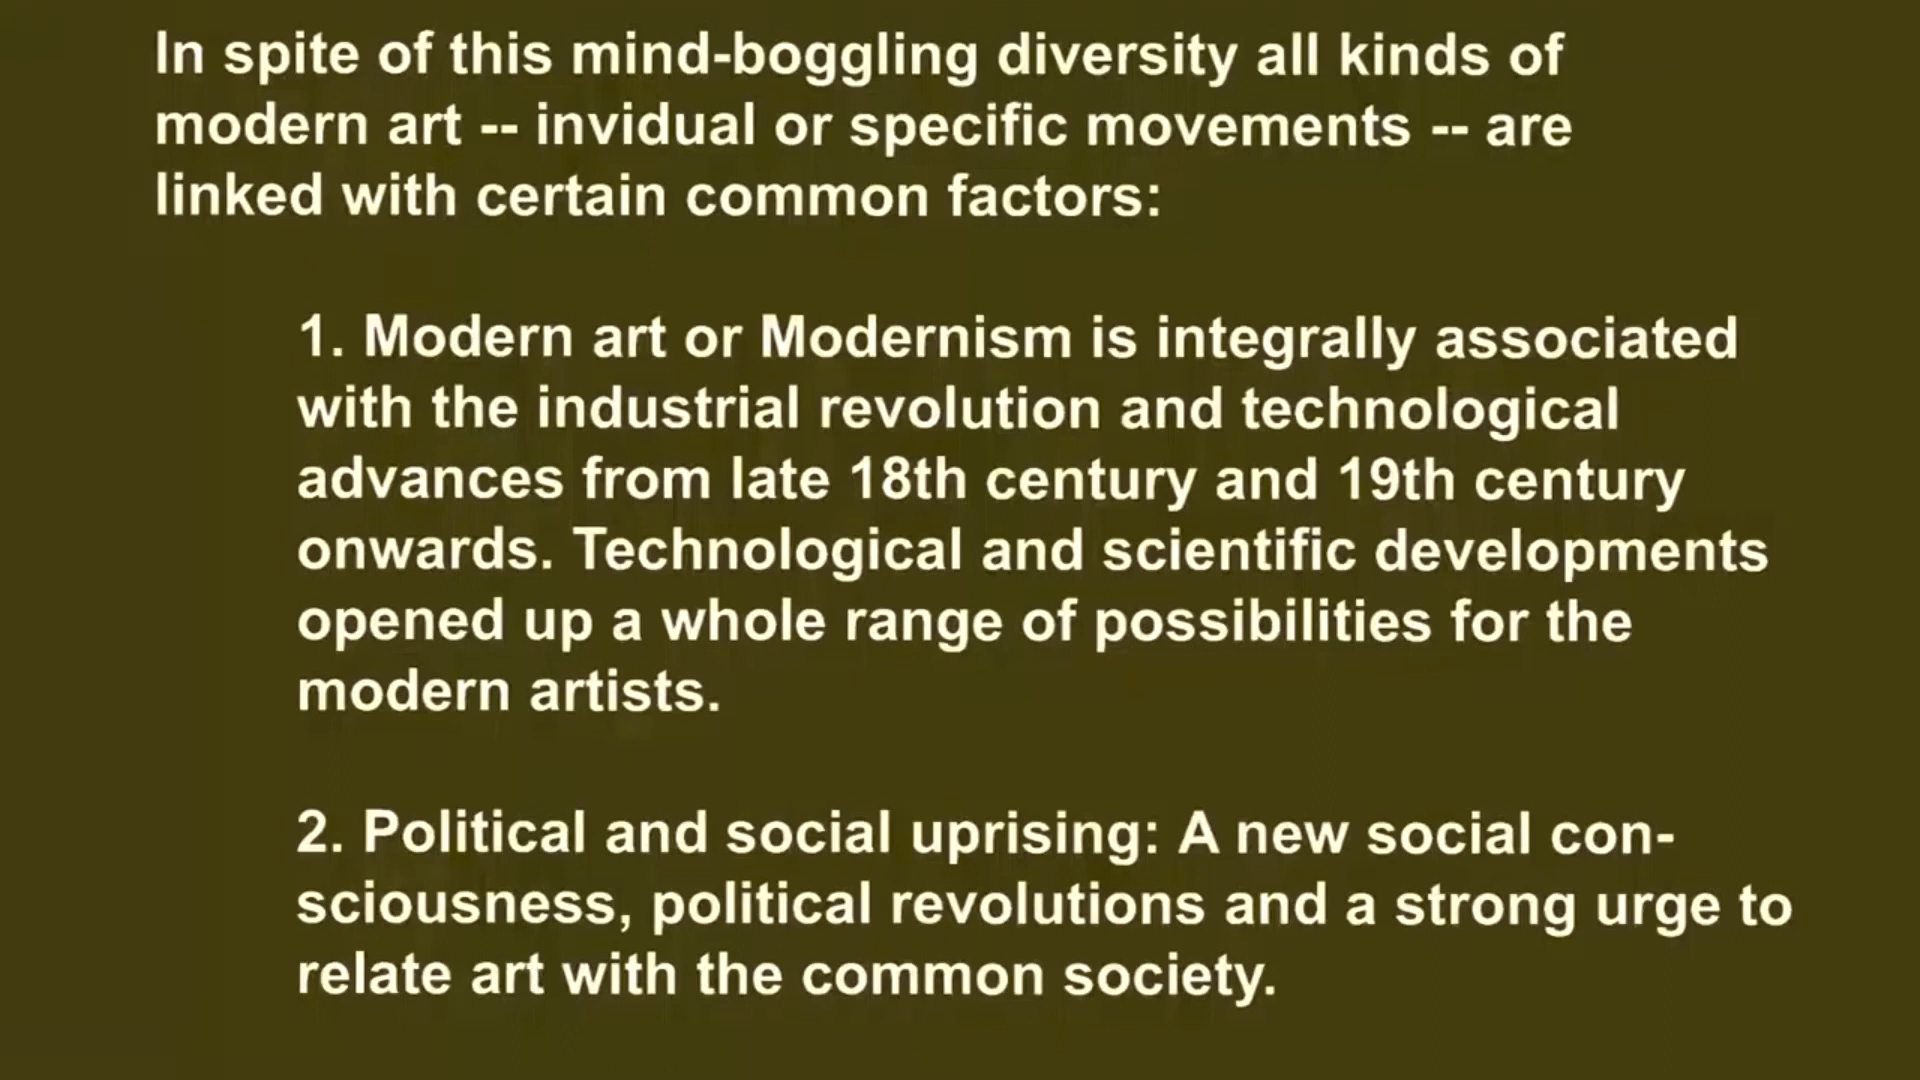 In spite of this mind-boggling diversity all kinds of
modern art -- invidual or specific movements -- are
linked with certain common factors:
1. Modern art or Modernism is integrally associated
with the industrial revolution and technological
advances from late 18th century and 19th century
onwards. Technological and scientific developments
opened up a whole range of possibilities for the
modern artists.
2. Political and social uprising: A new social con-
sciousness, political revolutions and a strong urge to
relate art with the common society.